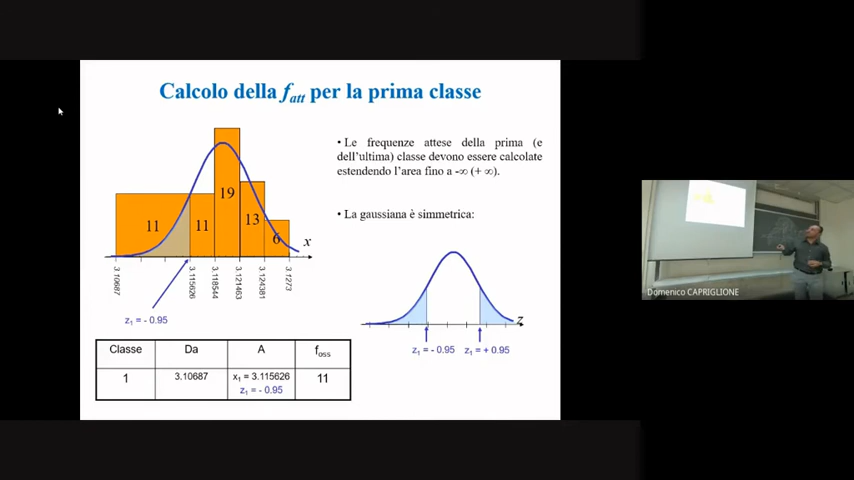 Calcolo della fatt per la prima classe
• Le frequenze attese della prima (e
dell'ultima) classe devono essere calcolate
estendendo l'area fino a -∞ (+ ∞).
• La gaussiana è simmetrica:
11
11
19
13
6
x
3.10687
3.115626
3.118544
3.121463
3.124381
3.1273
z1 = - 0.95
z
z1 = - 0.95 z1 = + 0.95
Classe Da A foss
1 3.10687 x1 = 3.115626 11
z1 = - 0.95
Domenico CAPRIGLIONE